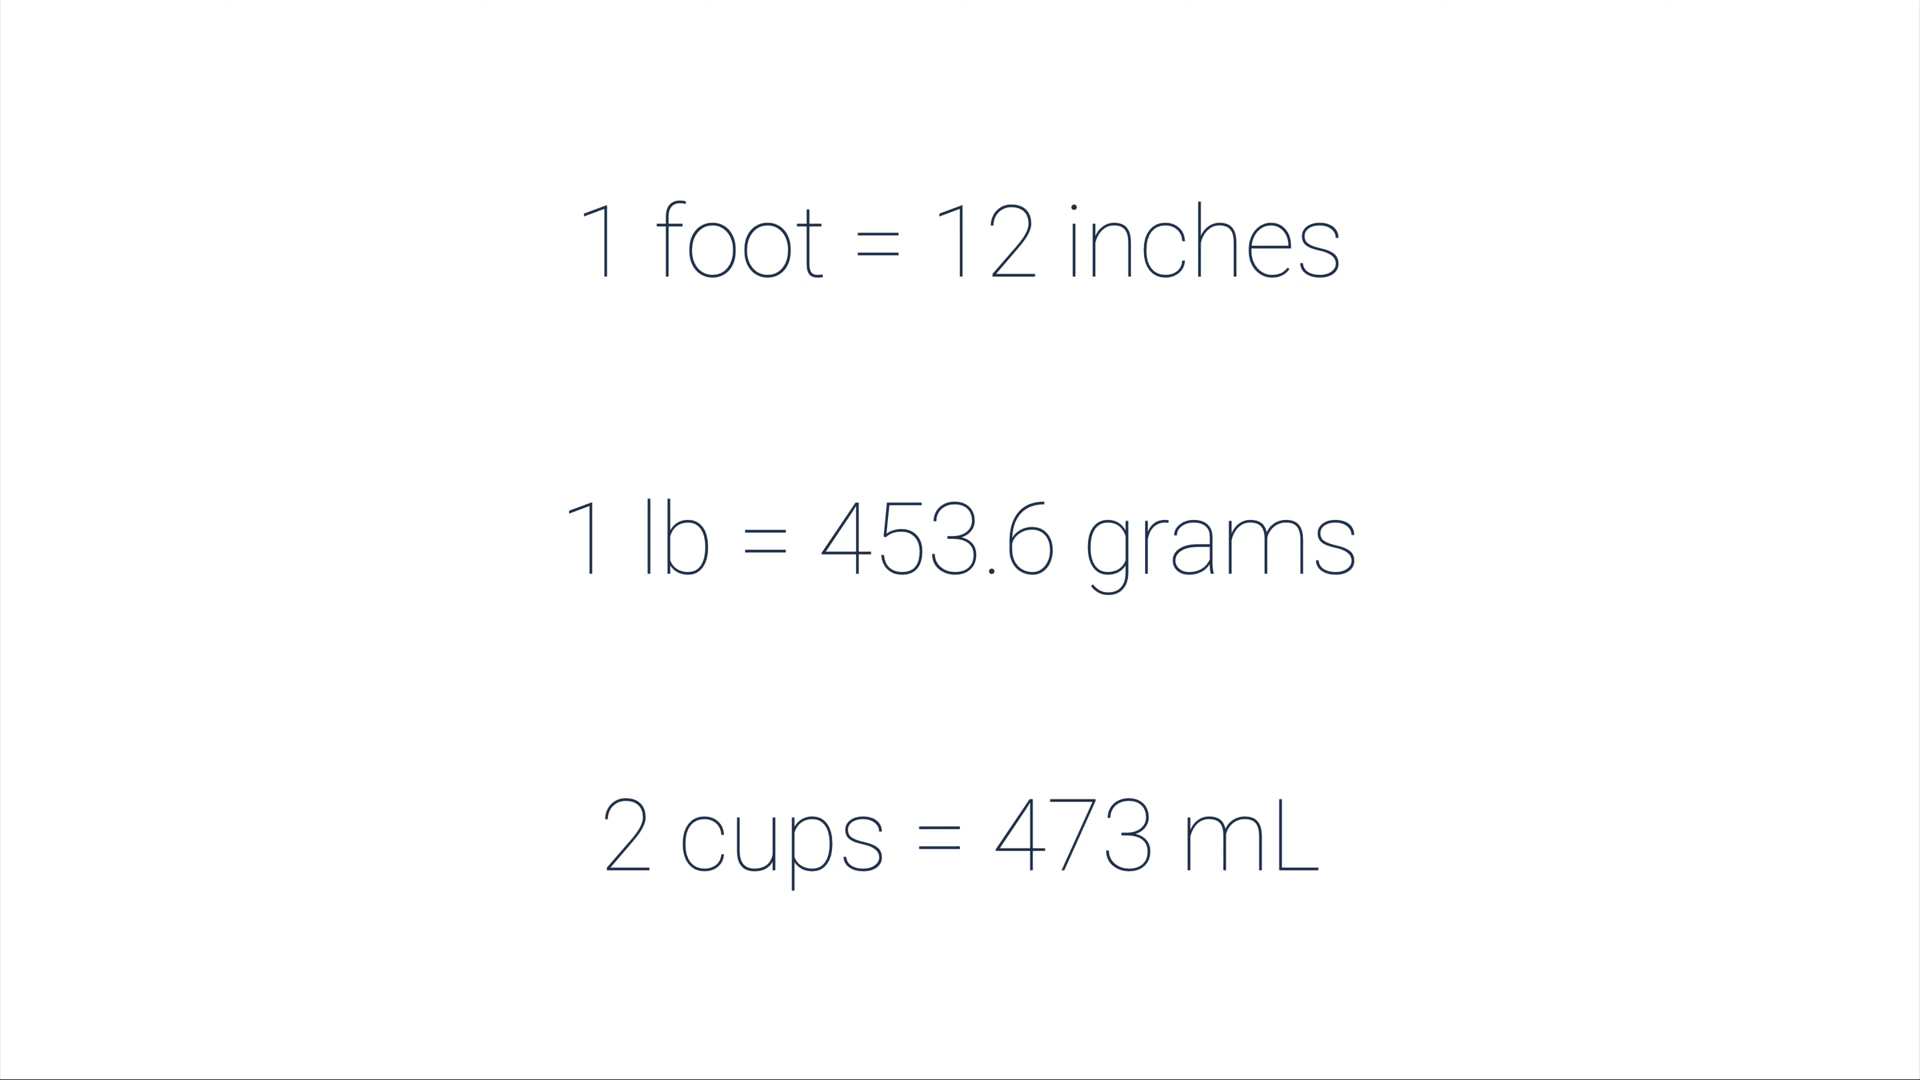 1 foot = 12 inches
1 lb = 453.6 grams
2 cups = 473 mL